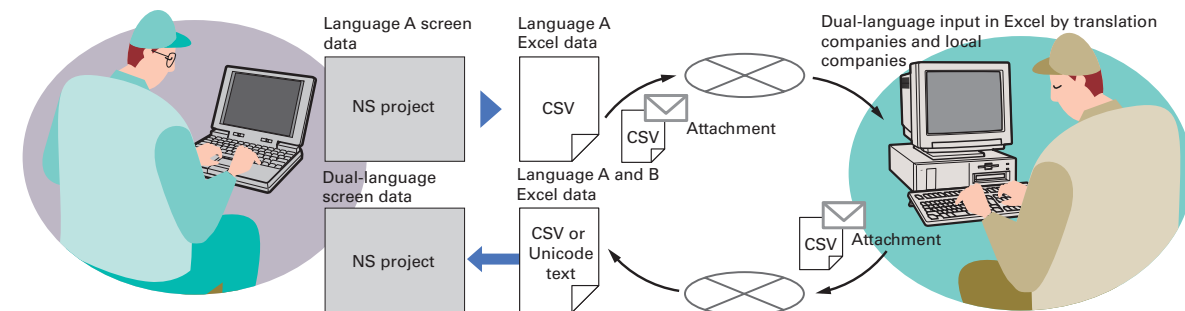 Language A screen
data
NS project
Language A
Excel data
CSV
CSV
Attachment
Dual-language input in Excel by translation
companies and local
companies
Dual-language
screen data
NS project
Language A and B
Excel data
CSV or
Unicode
text
CSV
Attachment